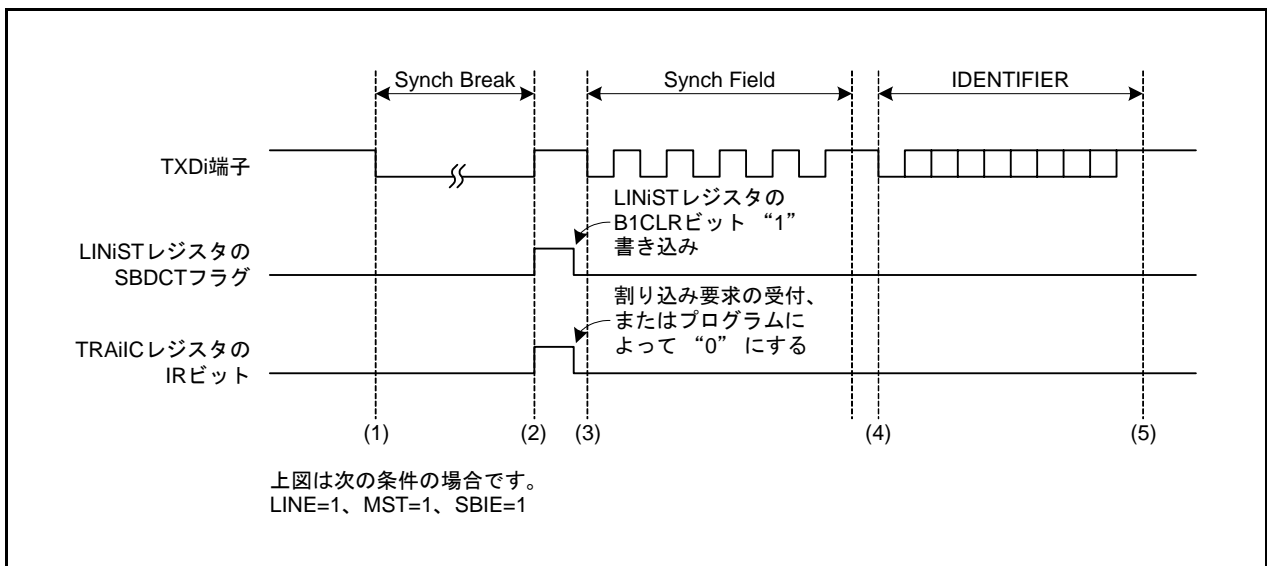 Synch Break
Synch Field
IDENTIFIER
TXDi端子
LINiSTレジスタの
B1CLRビット “1”
書き込み
LINiSTレジスタの
SBDCTフラグ
割り込み要求の受付、
またはプログラムに
よって “0” にする
TRAiICレジスタの
IRビット
(1)
(2)
(3)
(4)
(5)
上図は次の条件の場合です。
LINE=1、MST=1、SBIE=1